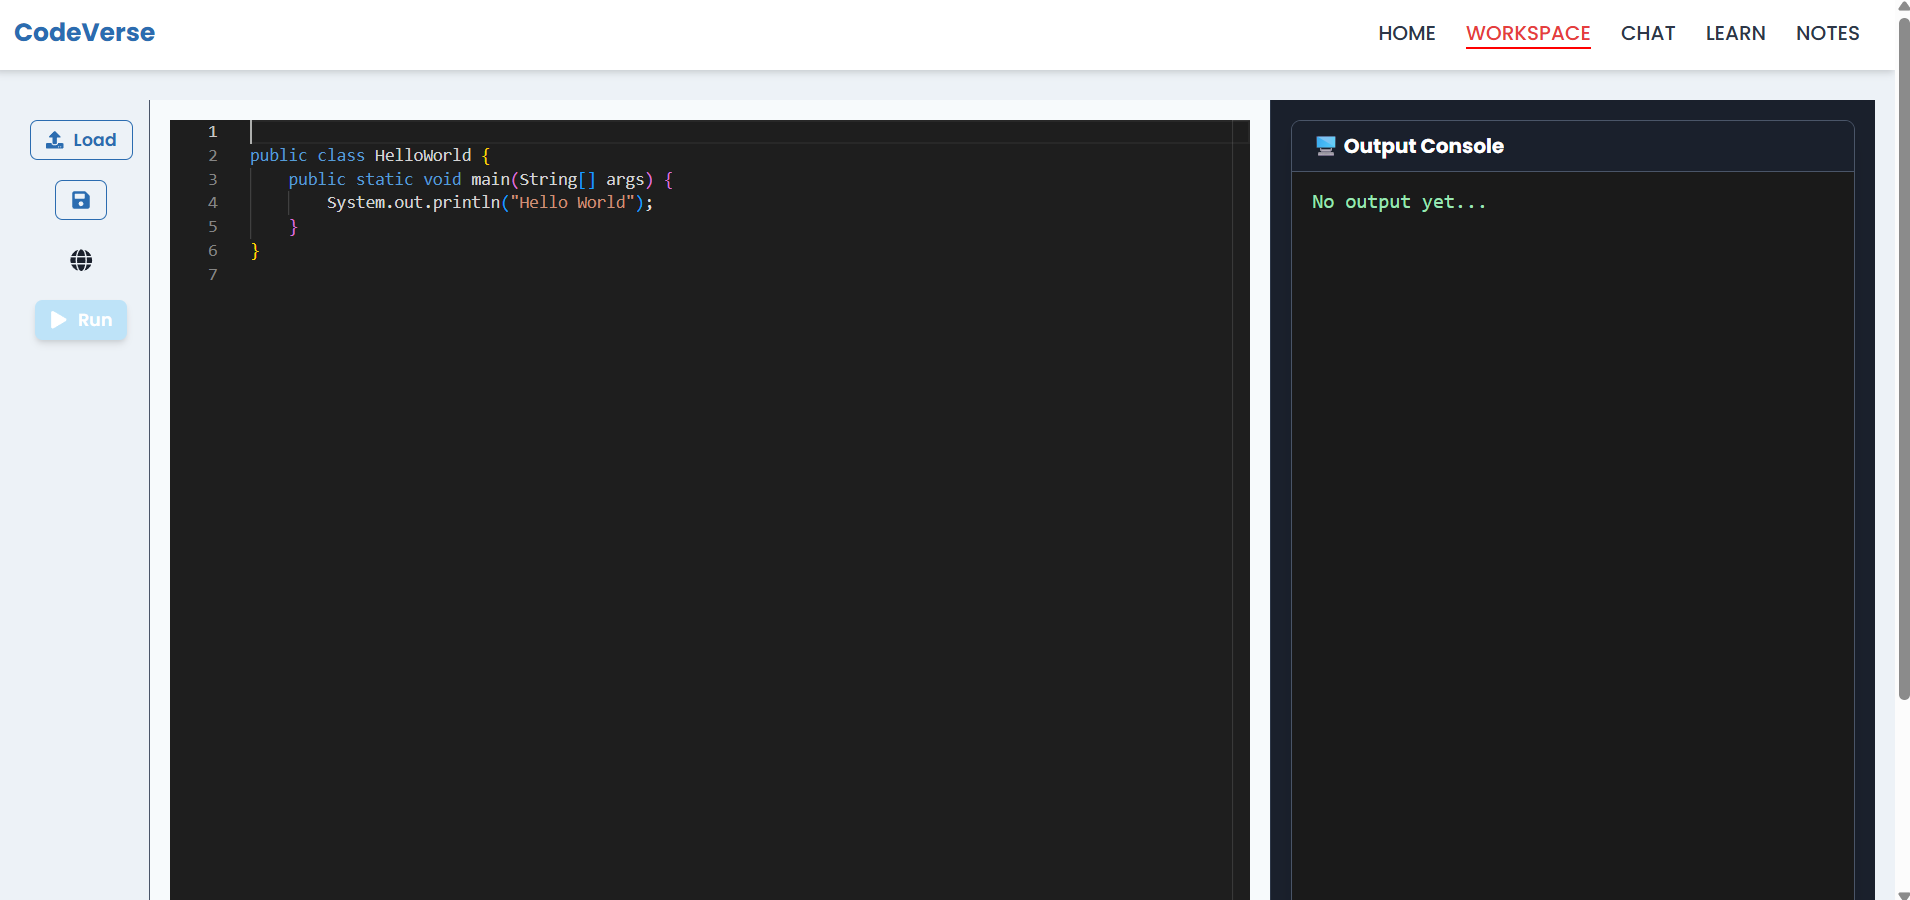 CodeVerse
HOME WORKSPACE CHAT LEARN NOTES
Load
Run
1
2 public class HelloWorld {
3 public static void main(String[] args) {
4 System.out.println("Hello World");
5 }
6 }
7
Output Console
No output yet...